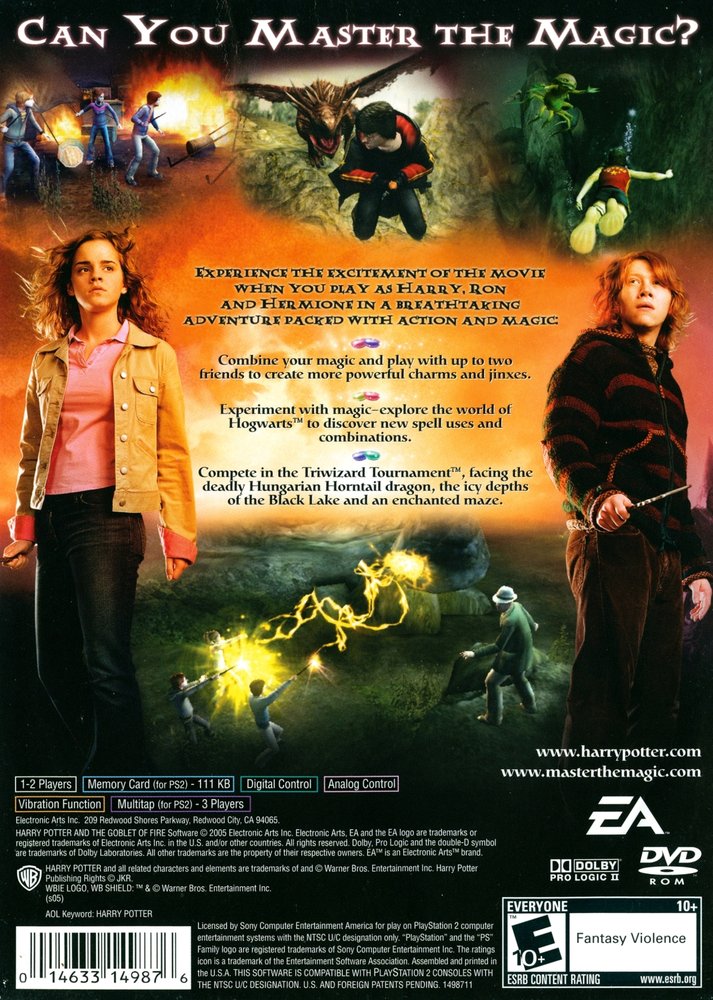 CAN YOU MASTER THE MAGIC?
EXPERIENCE THE EXCITEMENT OF THE MOVIE
WHEN YOU PLAY AS HARRY, RON
AND HERMIONE IN A BREATHTAKING
ADVENTURE PACKED WITH ACTION AND MAGIC:
Combine your magic and play with up to two
friends to create more powerful charms and jinxes.
Experiment with magic–explore the world of
Hogwarts™ to discover new spell uses and
combinations.
Compete in the Triwizard Tournament™, facing the
deadly Hungarian Horntail dragon, the icy depths
of the Black Lake and an enchanted maze.
www.harrypotter.com
www.masterthemagic.com
1-2 Players Memory Card (for PS2) - 111 KB Digital Control Analog Control
Vibration Function Multitap (for PS2) - 3 Players
Electronic Arts Inc. 209 Redwood Shores Parkway, Redwood City, CA 94065.
HARRY POTTER AND THE GOBLET OF FIRE Software © 2005 Electronic Arts Inc. Electronic Arts, EA and the EA logo are trademarks or
registered trademarks of Electronic Arts Inc. in the U.S. and/or other countries. All rights reserved. Dolby, Pro Logic and the double-D symbol
are trademarks of Dolby Laboratories. All other trademarks are the property of their respective owners. EA™ is an Electronic Arts™ brand.
WB
HARRY POTTER and all related characters and elements are trademarks of and © Warner Bros. Entertainment Inc. Harry Potter
Publishing Rights © JKR.
WBIE LOGO, WB SHIELD: ™ & © Warner Bros. Entertainment Inc.
(s05)
AOL Keyword: HARRY POTTER
EA
DOLBY
PRO LOGIC II
DVD
ROM
0 14633 14987 6
Licensed by Sony Computer Entertainment America for play on PlayStation 2 computer
entertainment systems with the NTSC U/C designation only. “PlayStation” and the “PS”
Family logo are registered trademarks of Sony Computer Entertainment Inc. The ratings
icon is a trademark of the Entertainment Software Association. Assembled and printed in
the U.S.A. THIS SOFTWARE IS COMPATIBLE WITH PLAYSTATION 2 CONSOLES WITH
THE NTSC U/C DESIGNATION. U.S. AND FOREIGN PATENTS PENDING. 1498711
EVERYONE 10+
E
10+
Fantasy Violence
ESRB CONTENT RATING www.esrb.org